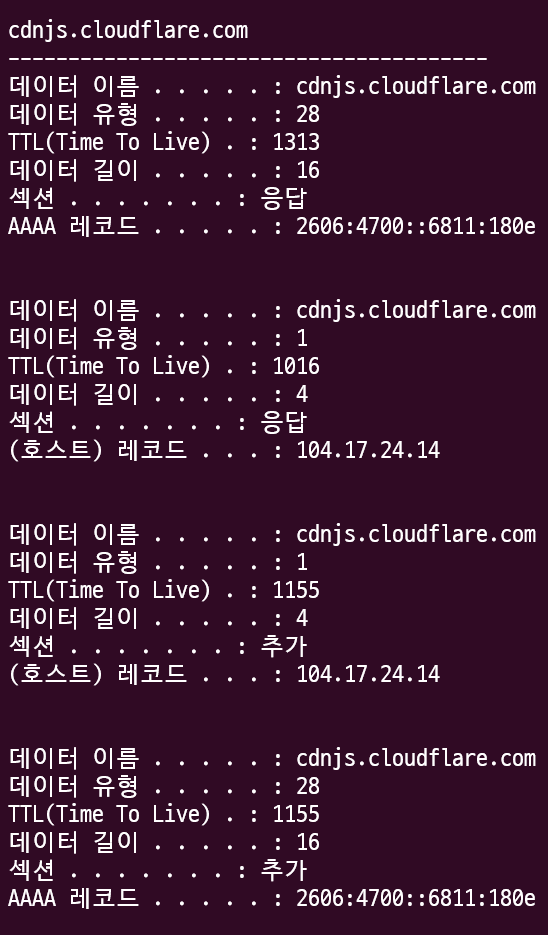 cdnjs.cloudflare.com
----------------------------------------
데이터 이름 . . . . . : cdnjs.cloudflare.com
데이터 유형 . . . . . : 28
TTL(Time To Live) . : 1313
데이터 길이 . . . . . : 16
섹션 . . . . . . . : 응답
AAAA 레코드 . . . . . : 2606:4700::6811:180e
데이터 이름 . . . . . : cdnjs.cloudflare.com
데이터 유형 . . . . . : 1
TTL(Time To Live) . : 1016
데이터 길이 . . . . . : 4
섹션 . . . . . . . : 응답
(호스트) 레코드 . . . : 104.17.24.14
데이터 이름 . . . . . : cdnjs.cloudflare.com
데이터 유형 . . . . . : 1
TTL(Time To Live) . : 1155
데이터 길이 . . . . . : 4
섹션 . . . . . . . : 추가
(호스트) 레코드 . . . : 104.17.24.14
데이터 이름 . . . . . : cdnjs.cloudflare.com
데이터 유형 . . . . . : 28
TTL(Time To Live) . : 1155
데이터 길이 . . . . . : 16
섹션 . . . . . . . : 추가
AAAA 레코드 . . . . . : 2606:4700::6811:180e